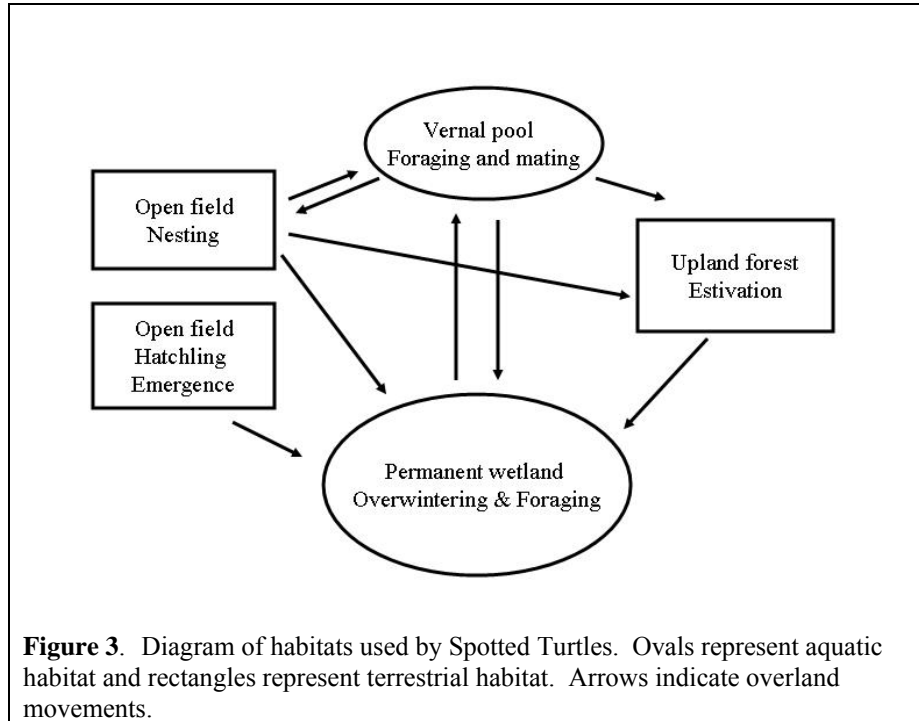 Vernal pool
Foraging and mating
Open field
Nesting
Upland forest
Estivation
Open field
Hatchling
Emergence
Permanent wetland
Overwintering & Foraging
Figure 3. Diagram of habitats used by Spotted Turtles. Ovals represent aquatic
habitat and rectangles represent terrestrial habitat. Arrows indicate overland
movements.